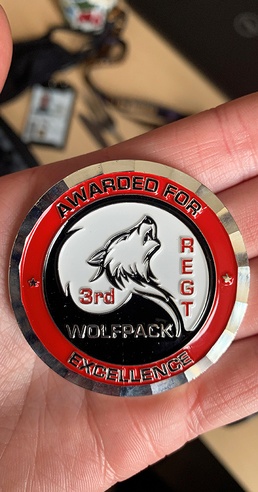 AWARDED FOR
3rd
REGT
WOLFPACK
EXCELLENCE